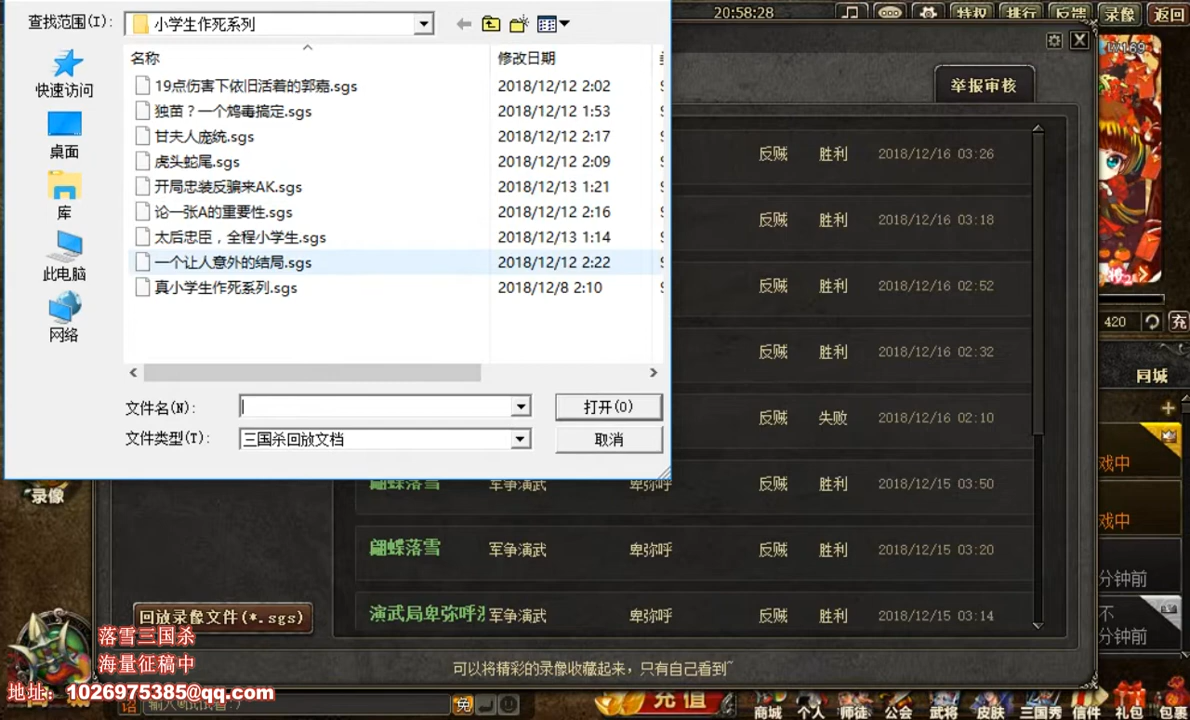 查找范围(I):
小学生作死系列
20:58:28
特权
排行
反馈
录像
返回
名称
修改日期
快速访问
桌面
库
此电脑
网络
19点伤害下依旧活着的郭嘉.sgs 2018/12/12 2:02
独苗？一个鸩毒搞定.sgs 2018/12/12 1:53
甘夫人庞统.sgs 2018/12/12 2:17
虎头蛇尾.sgs 2018/12/12 2:09
开局忠装反骗来AK.sgs 2018/12/13 1:21
论一张A的重要性.sgs 2018/12/12 2:16
太后忠臣，全程小学生.sgs 2018/12/13 1:14
一个让人意外的结局.sgs 2018/12/12 2:22
真小学生作死系列.sgs 2018/12/8 2:10
文件名(N):
打开(O)
文件类型(T):
三国杀回放文档
取消
举报审核
LV169
反贼 胜利 2018/12/16 03:26
反贼 胜利 2018/12/16 03:18
反贼 胜利 2018/12/16 02:52
反贼 胜利 2018/12/16 02:32
反贼 失败 2018/12/16 02:10
翩蝶落雪 军争演武 卑弥呼 反贼 胜利 2018/12/15 03:50
翩蝶落雪 军争演武 卑弥呼 反贼 胜利 2018/12/15 03:20
演武局卑弥呼 军争演武 卑弥呼 反贼 胜利 2018/12/15 03:14
420
充
同城
戏中
戏中
分钟前
不
分钟前
录像
回放录像文件(*.sgs)
可以将精彩的录像收藏起来，只有自己看到~
落雪三国杀
海量征稿中
地址：1026975385@qq.com
免
充值
商城
个人
师徒
公会
武将
皮肤
三国秀
信件
礼包
包裹